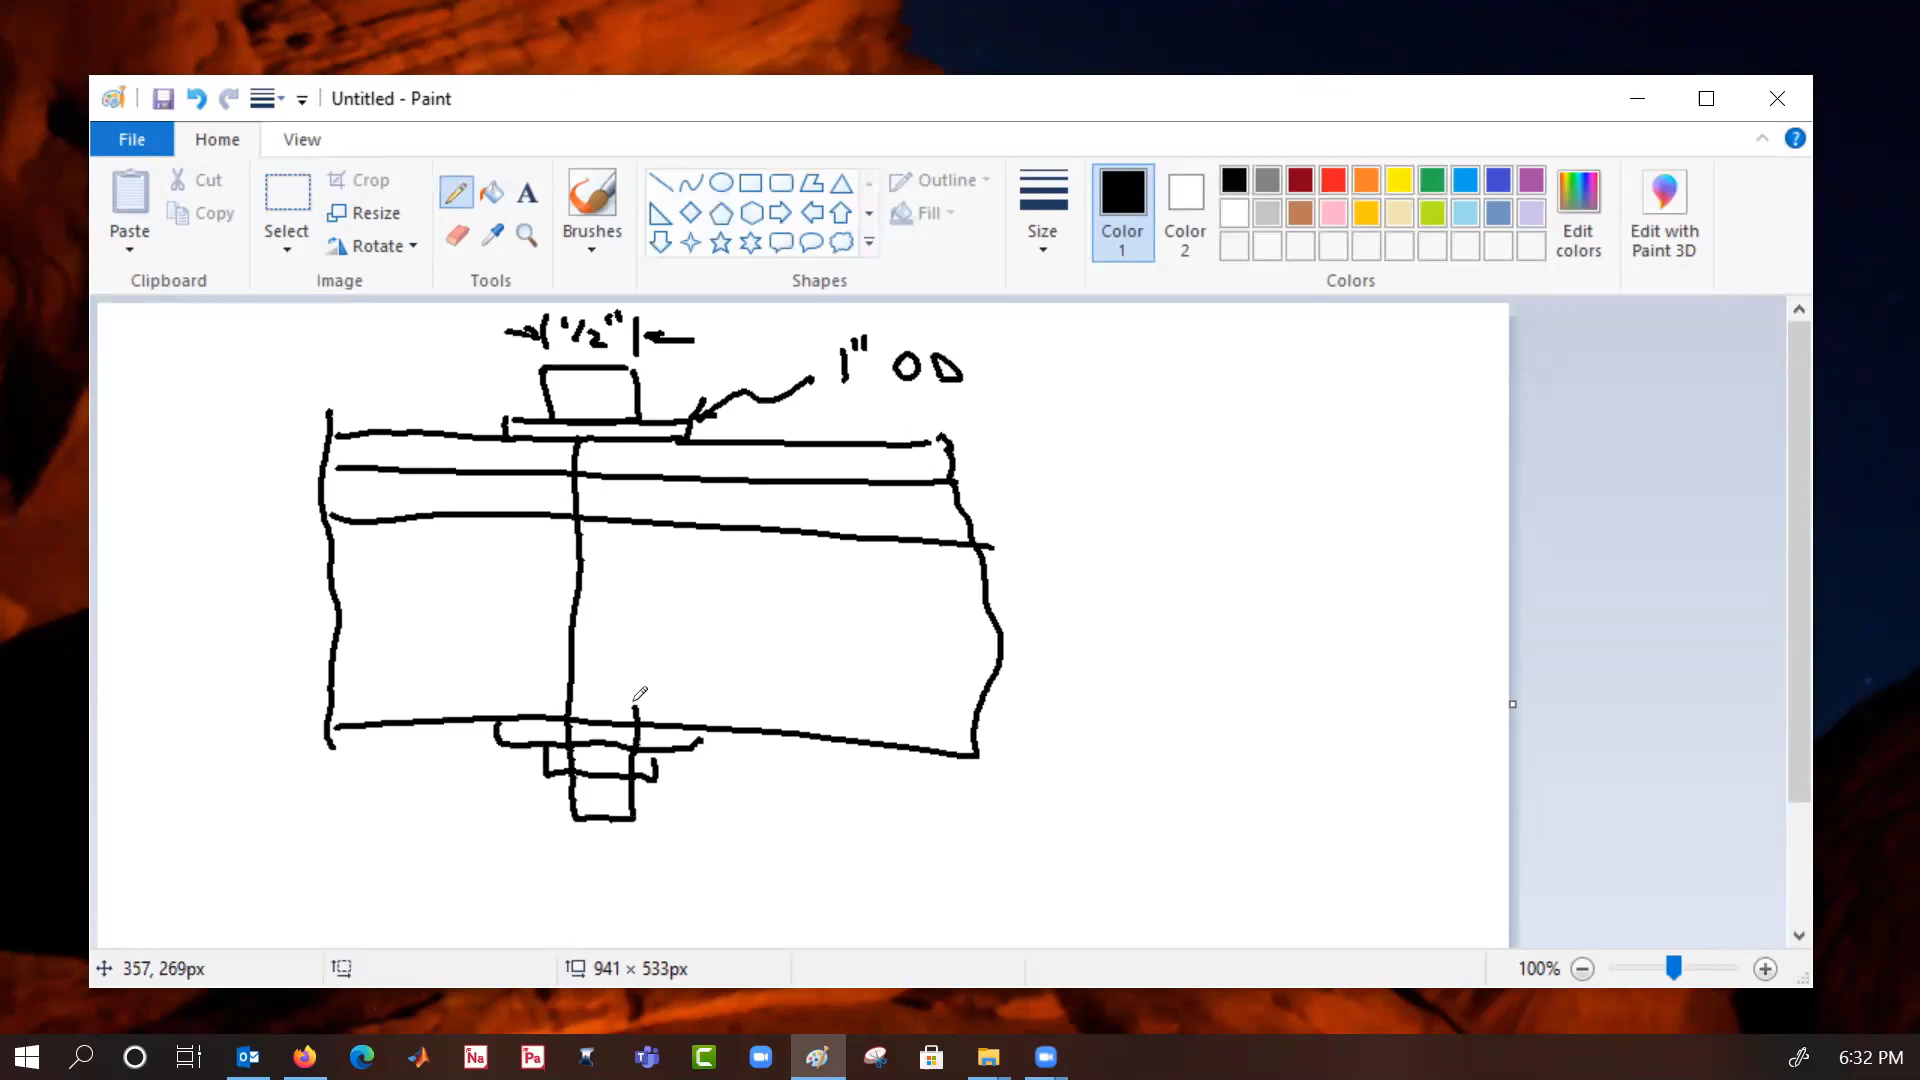 Untitled - Paint
File Home View
Paste
Cut
Copy
Clipboard
Select
Crop
Resize
Rotate
Image
A
Tools
Brushes
Shapes
Outline
Fill
Size
Color 1
Color 2
Edit colors
Colors
Edit with Paint 3D
?
1/2"
1" OD
357, 269px
941 × 533px
100%
Na
Pa
C
6:32 PM